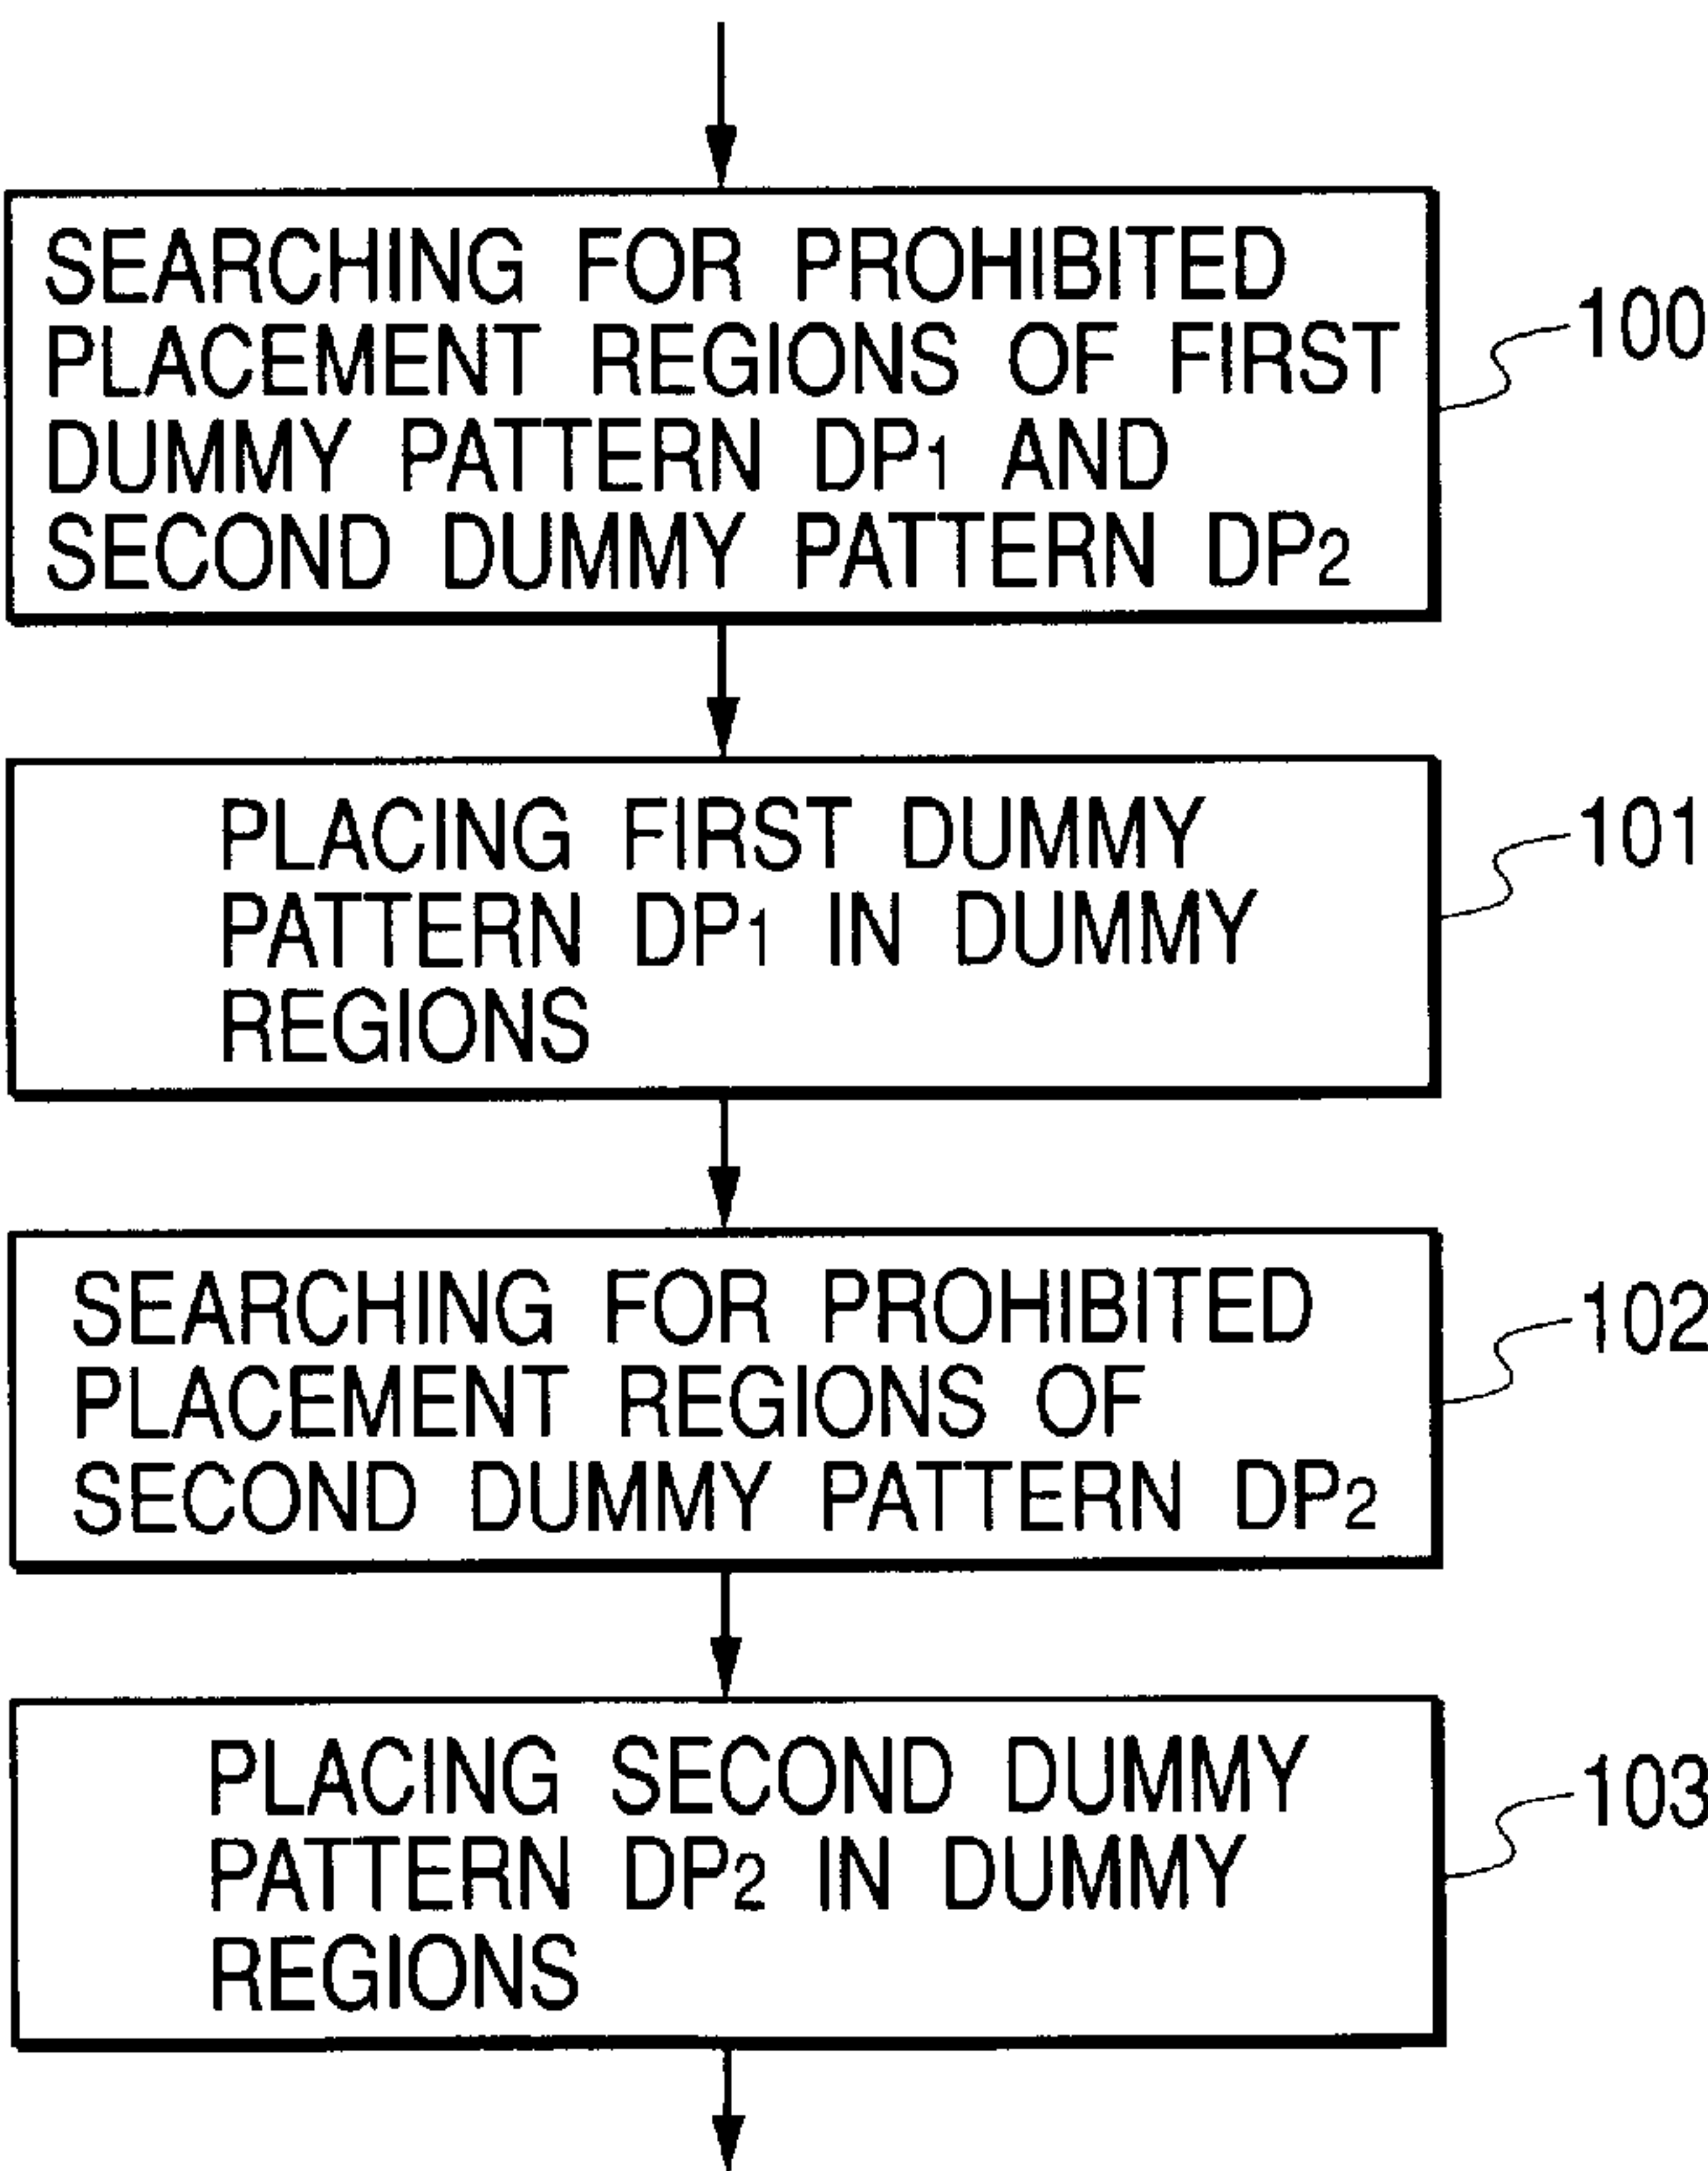 SEARCHING FOR PROHIBITED
PLACEMENT REGIONS OF FIRST
DUMMY PATTERN DP1 AND
SECOND DUMMY PATTERN DP2
100
PLACING FIRST DUMMY
PATTERN DP1 IN DUMMY
REGIONS
101
SEARCHING FOR PROHIBITED
PLACEMENT REGIONS OF
SECOND DUMMY PATTERN DP2
102
PLACING SECOND DUMMY
PATTERN DP2 IN DUMMY
REGIONS
103